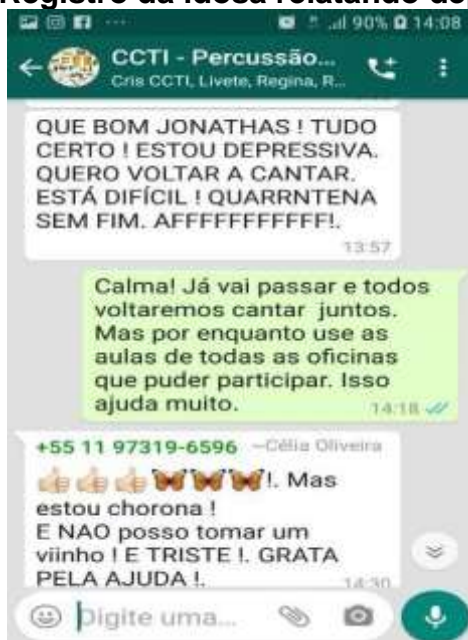 Registro da idosa relatando de
90% 14:08
CCTI - Percussão...
Cris CCTI, Livete, Regina, R...
QUE BOM JONATHAS ! TUDO
CERTO ! ESTOU DEPRESSIVA.
QUERO VOLTAR A CANTAR.
ESTÁ DIFÍCIL ! QUARRNTENA
SEM FIM. AFFFFFFFFFFF!.
13:57
Calma! Já vai passar e todos
voltaremos cantar juntos.
Mas por enquanto use as
aulas de todas as oficinas
que puder participar. Isso
ajuda muito.
14:18
+55 11 97319-6596 ~Célia Oliveira
👍🏻👍🏻👍🏻🦋🦋🦋!. Mas
estou chorona !
E NAO posso tomar um
viinho ! E TRISTE !. GRATA
PELA AJUDA !.
14:30
Digite uma...